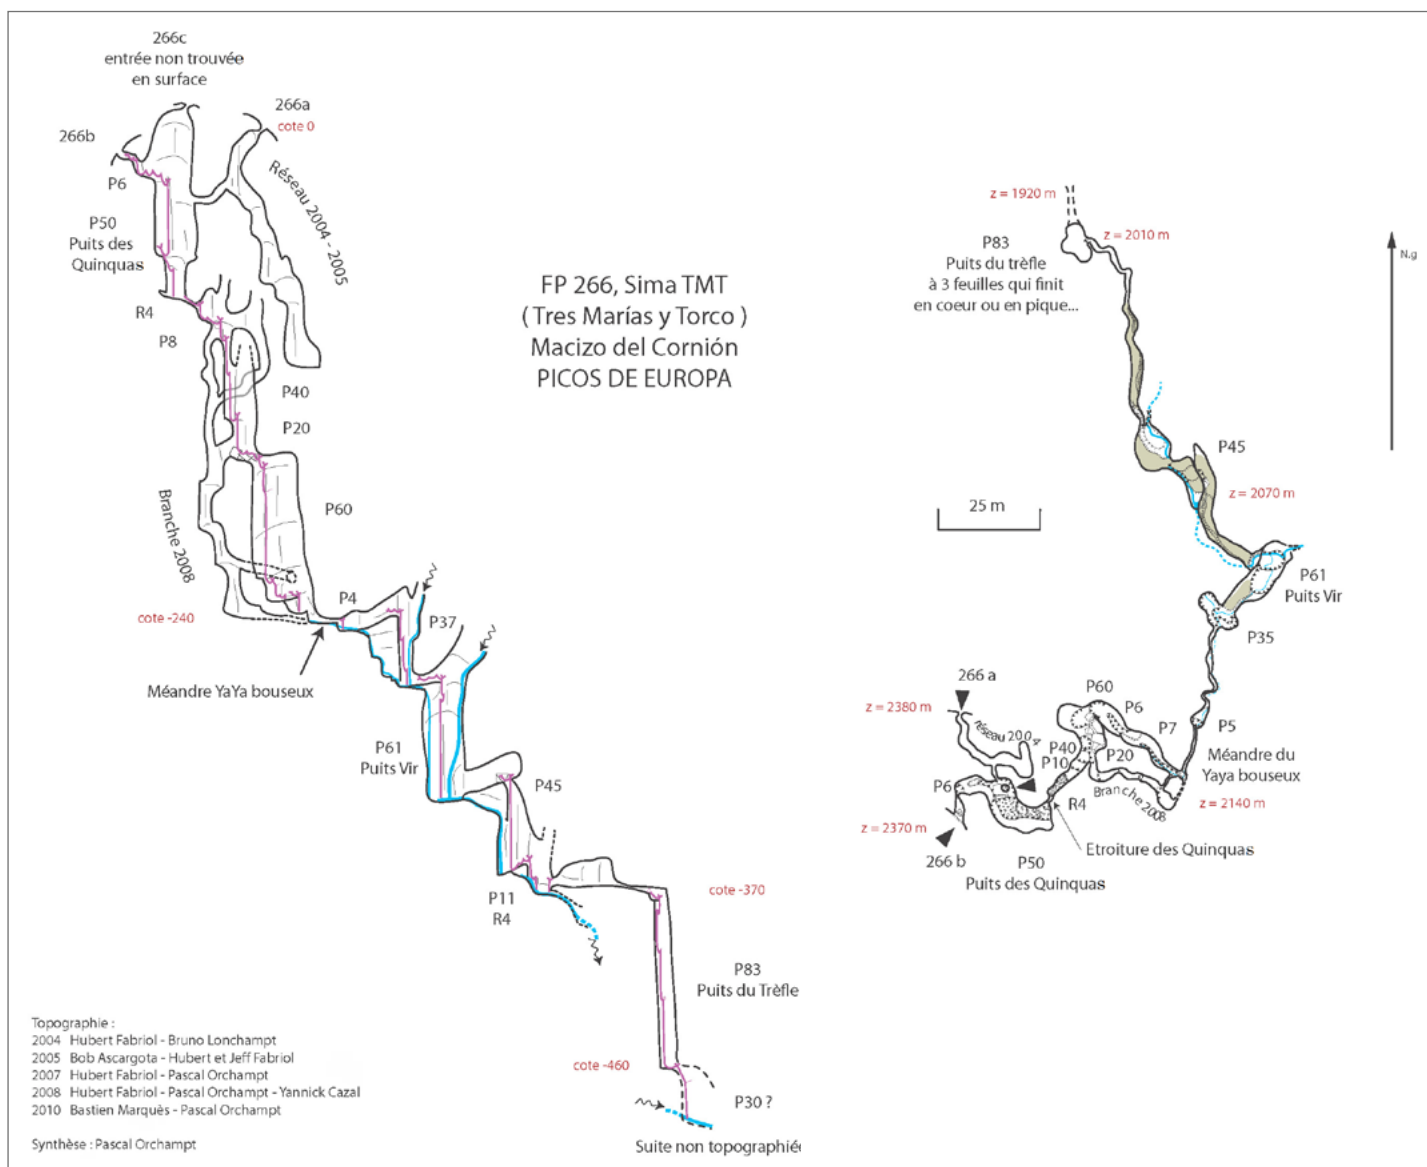 266c
entrée non trouvée
en surface
266a
cote 0
266b
P6
Réseau 2004 - 2005
P50
Puits des
Quinquas
R4
P8
P40
P20
P60
Branche 2008
cote -240
P4
P37
Méandre YaYa bouseux
P61
Puits Vir
P45
P11
R4
cote -370
P83
Puits du Trèfle
cote -460
P30 ?
Suite non topographiée
FP 266, Sima TMT
( Tres Marías y Torco )
Macizo del Cornión
PICOS DE EUROPA
z = 1920 m
z = 2010 m
P83
Puits du trèfle
à 3 feuilles qui finit
en coeur ou en pique...
N.g
P45
z = 2070 m
25 m
P61
Puits Vir
P35
266 a
z = 2380 m
réseau 2004
P60
P6
P7
P5
P40
P10
P20
Méandre du
Yaya bouseux
P6
R4
Branche 2008
z = 2140 m
z = 2370 m
266 b
Etroiture des Quinquas
P50
Puits des Quinquas
Topographie :
2004 Hubert Fabriol - Bruno Lonchampt
2005 Bob Ascargota - Hubert et Jeff Fabriol
2007 Hubert Fabriol - Pascal Orchampt
2008 Hubert Fabriol - Pascal Orchampt - Yannick Cazal
2010 Bastien Marquès - Pascal Orchampt
Synthèse : Pascal Orchampt